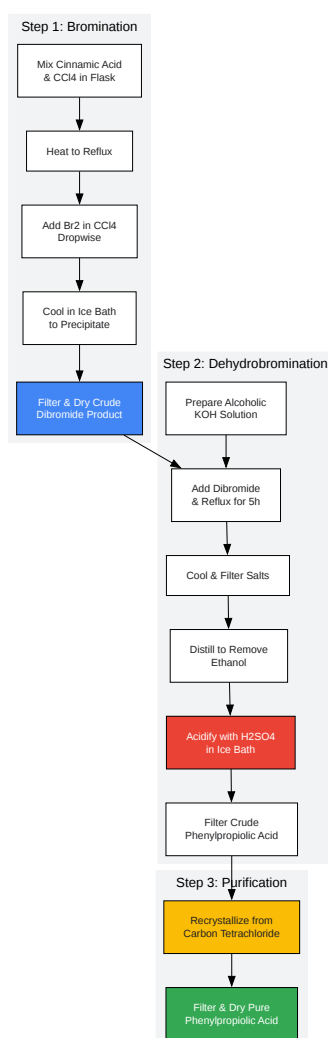 Step 1: Bromination
Mix Cinnamic Acid
& CCl4 in Flask
Heat to Reflux
Add Br2 in CCl4
Dropwise
Cool in Ice Bath
to Precipitate
Filter & Dry Crude
Dibromide Product
Step 2: Dehydrobromination
Prepare Alcoholic
KOH Solution
Add Dibromide
& Reflux for 5h
Cool & Filter Salts
Distill to Remove
Ethanol
Acidify with H2SO4
in Ice Bath
Filter Crude
Phenylpropiolic Acid
Step 3: Purification
Recrystallize from
Carbon Tetrachloride
Filter & Dry Pure
Phenylpropiolic Acid